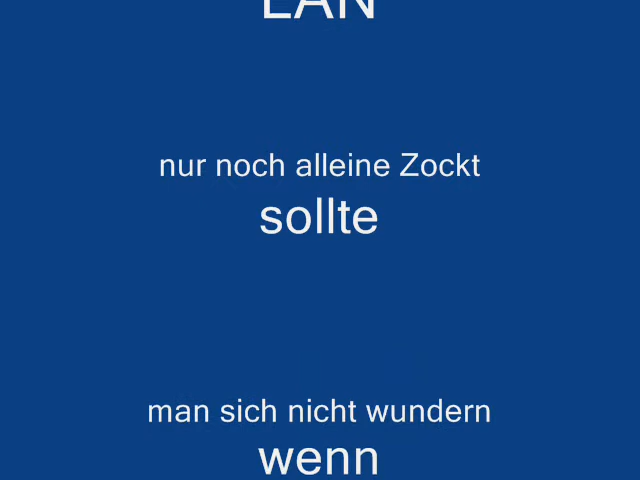 LAN
nur noch alleine Zockt
sollte
man sich nicht wundern
wenn